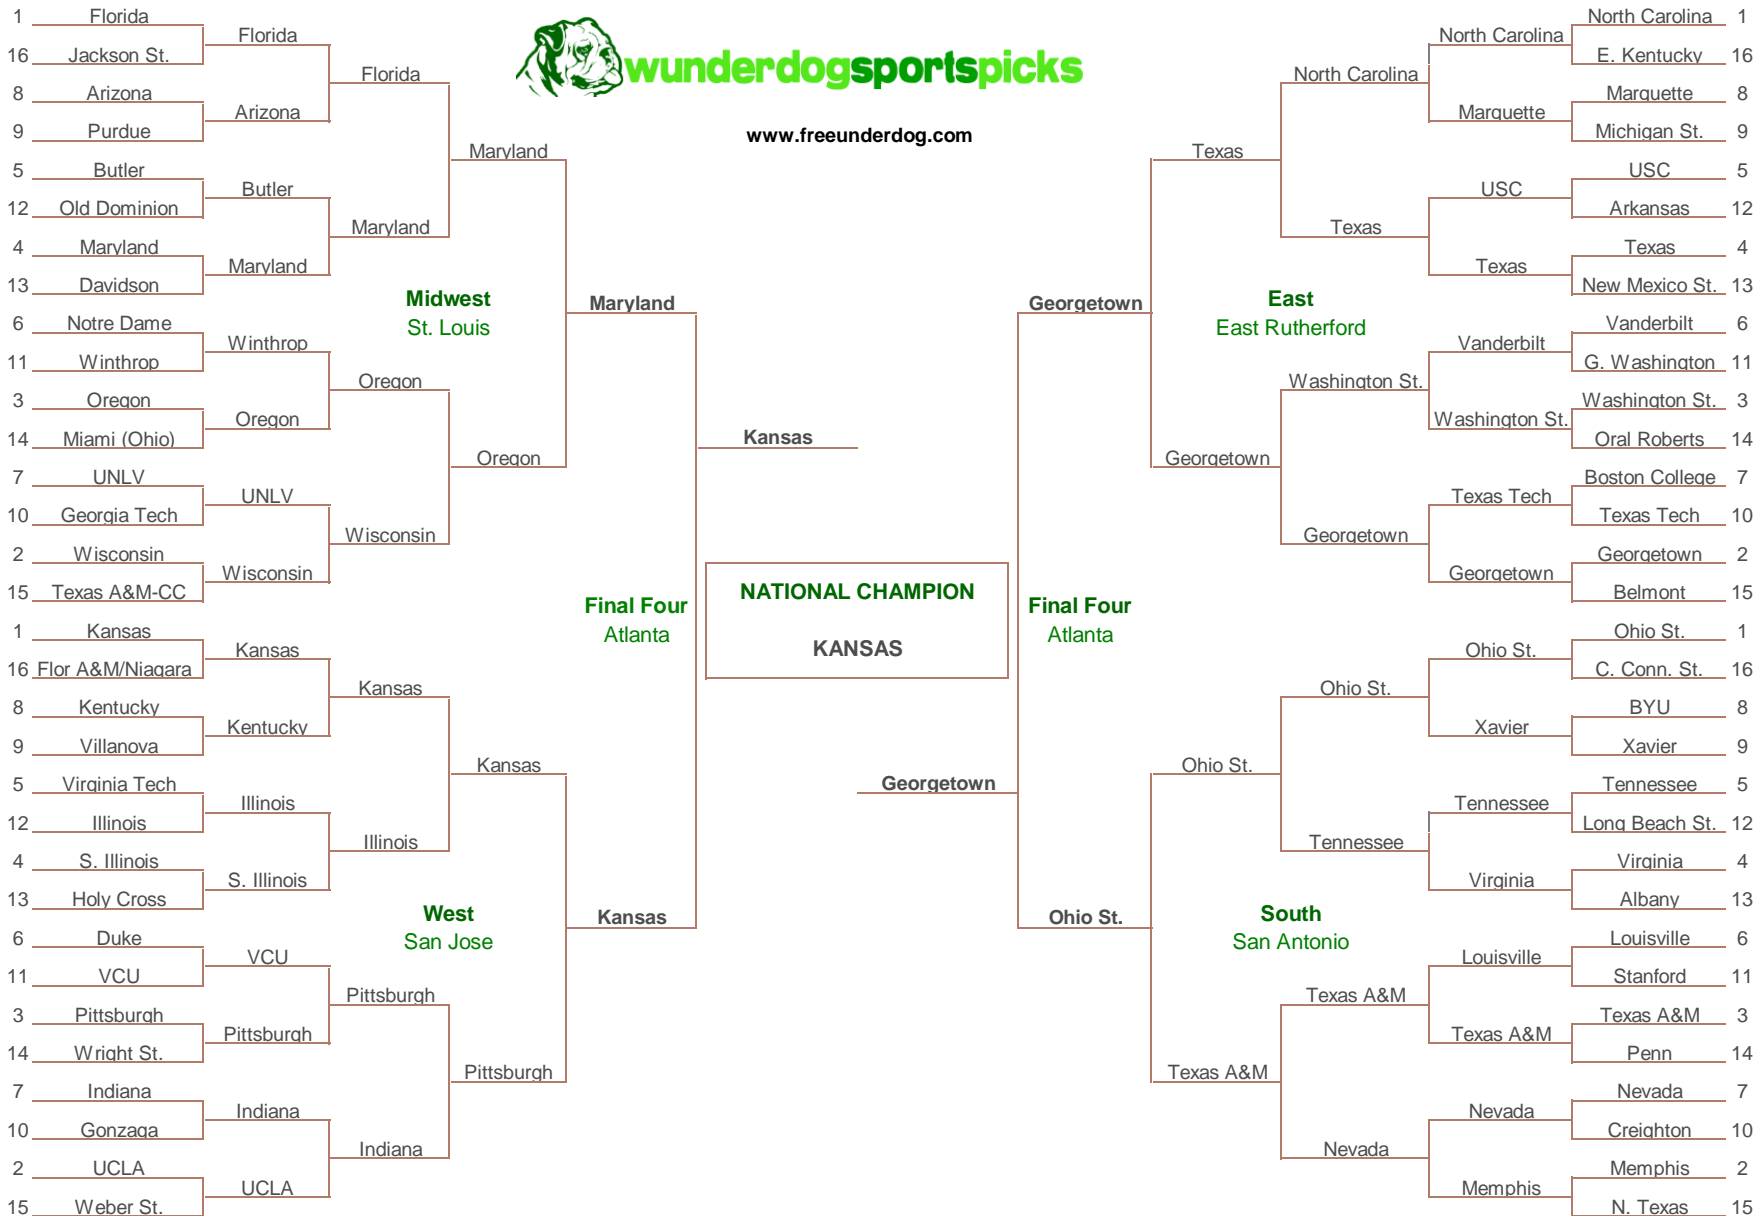 wunderdogsportspicks
www.freeunderdog.com
1 Florida
16 Jackson St.
8 Arizona
9 Purdue
5 Butler
12 Old Dominion
4 Maryland
13 Davidson
6 Notre Dame
11 Winthrop
3 Oregon
14 Miami (Ohio)
7 UNLV
10 Georgia Tech
2 Wisconsin
15 Texas A&M-CC
1 Kansas
16 Flor A&M/Niagara
8 Kentucky
9 Villanova
5 Virginia Tech
12 Illinois
4 S. Illinois
13 Holy Cross
6 Duke
11 VCU
3 Pittsburgh
14 Wright St.
7 Indiana
10 Gonzaga
2 UCLA
15 Weber St.
Florida
Arizona
Butler
Maryland
Winthrop
Oregon
UNLV
Wisconsin
Kansas
Kentucky
Illinois
S. Illinois
VCU
Pittsburgh
Indiana
UCLA
Florida
Maryland
Oregon
Wisconsin
Kansas
Illinois
Pittsburgh
Indiana
Maryland
Oregon
Kansas
Pittsburgh
Midwest
St. Louis
West
San Jose
Maryland
Kansas
Final Four
Atlanta
Kansas
NATIONAL CHAMPION
KANSAS
Georgetown
Final Four
Atlanta
Georgetown
Ohio St.
East
East Rutherford
South
San Antonio
Texas
Georgetown
Ohio St.
Texas A&M
North Carolina
Texas
Washington St.
Georgetown
Ohio St.
Tennessee
Texas A&M
Nevada
North Carolina
Marquette
USC
Texas
Vanderbilt
Washington St.
Texas Tech
Georgetown
Ohio St.
Xavier
Tennessee
Virginia
Louisville
Texas A&M
Nevada
Memphis
North Carolina 1
E. Kentucky 16
Marquette 8
Michigan St. 9
USC 5
Arkansas 12
Texas 4
New Mexico St. 13
Vanderbilt 6
G. Washington 11
Washington St. 3
Oral Roberts 14
Boston College 7
Texas Tech 10
Georgetown 2
Belmont 15
Ohio St. 1
C. Conn. St. 16
BYU 8
Xavier 9
Tennessee 5
Long Beach St. 12
Virginia 4
Albany 13
Louisville 6
Stanford 11
Texas A&M 3
Penn 14
Nevada 7
Creighton 10
Memphis 2
N. Texas 15